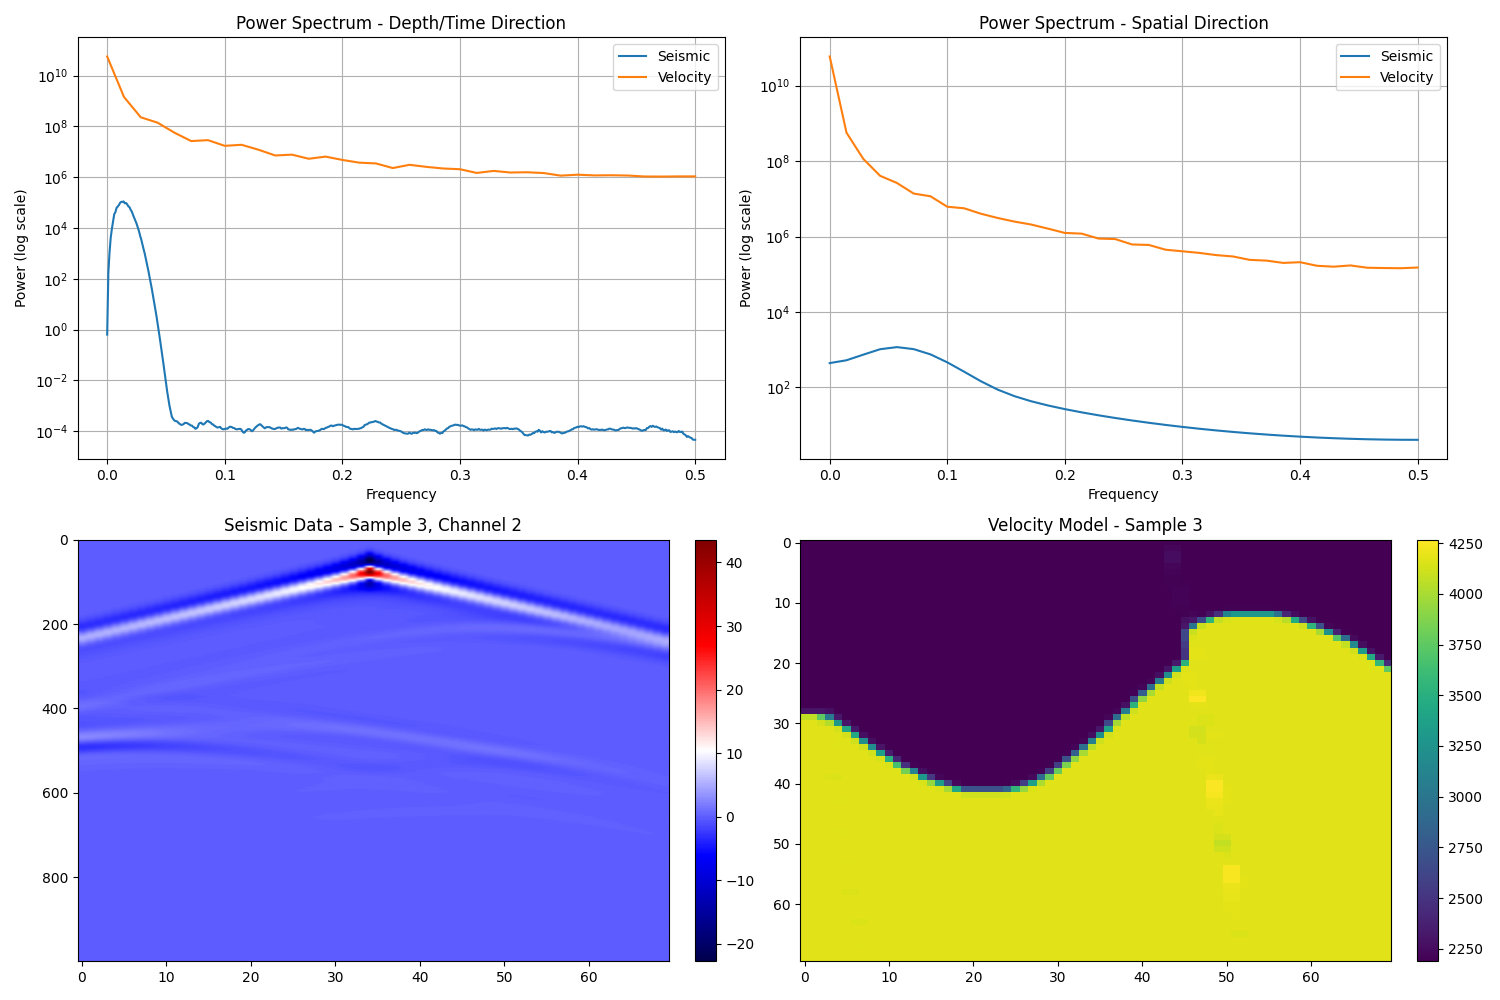 Power Spectrum - Depth/Time Direction
Power (log scale)
10^10
10^8
10^6
10^4
10^2
10^0
10^−2
10^−4
0.0 0.1 0.2 0.3 0.4 0.5
Frequency
Seismic
Velocity
Power Spectrum - Spatial Direction
Power (log scale)
10^10
10^8
10^6
10^4
10^2
0.0 0.1 0.2 0.3 0.4 0.5
Frequency
Seismic
Velocity
Seismic Data - Sample 3, Channel 2
0
200
400
600
800
0 10 20 30 40 50 60
40
30
20
10
0
−10
−20
Velocity Model - Sample 3
0
10
20
30
40
50
60
0 10 20 30 40 50 60
4250
4000
3750
3500
3250
3000
2750
2500
2250